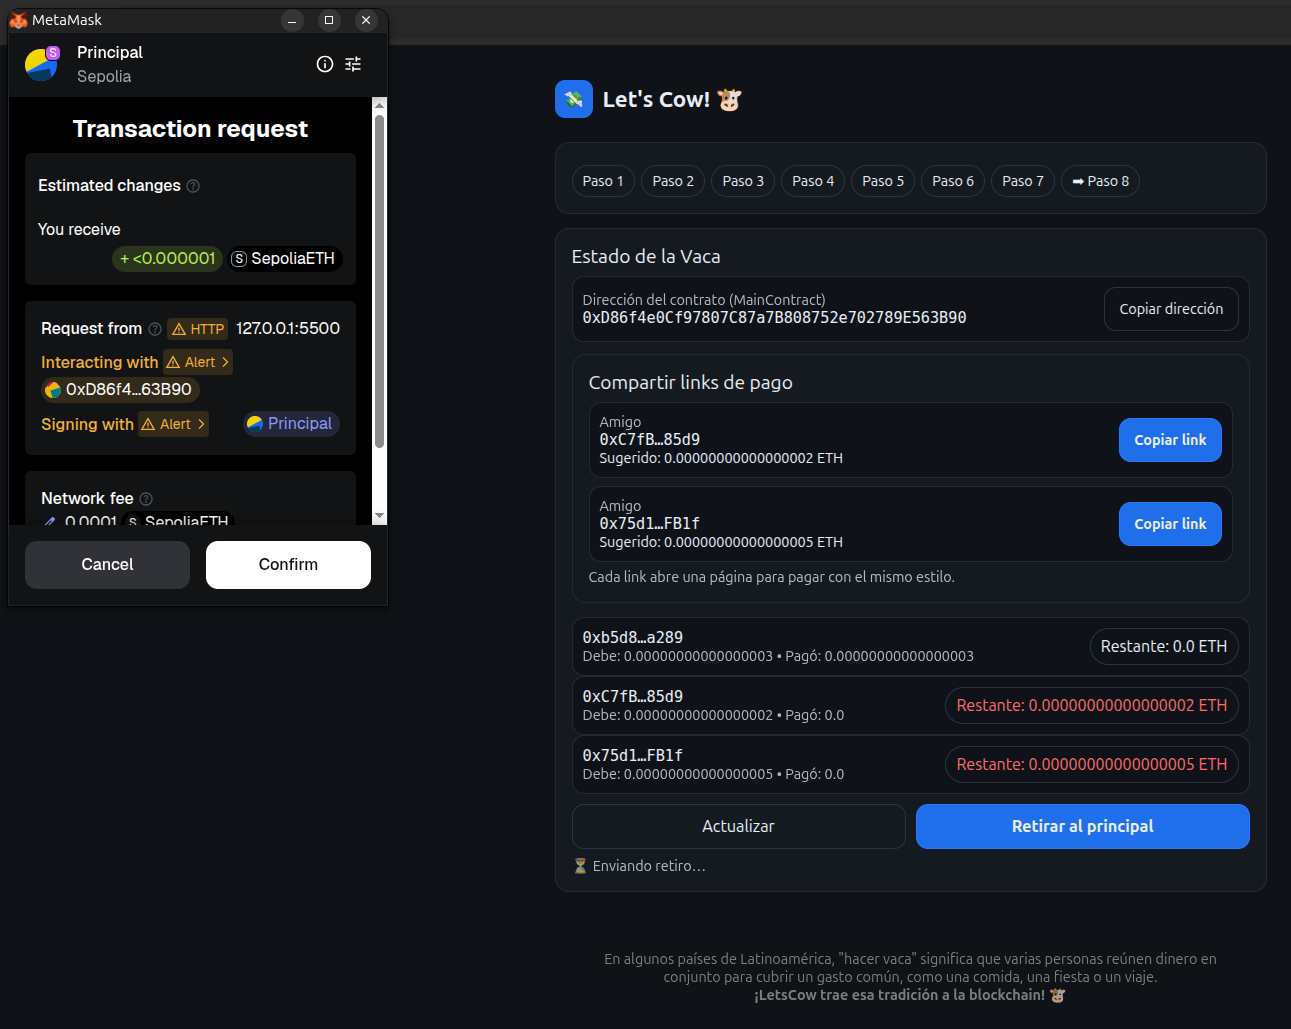 MetaMask
S
Principal
Sepolia
Transaction request
Estimated changes
You receive
+ <0.000001 S SepoliaETH
Request from HTTP 127.0.0.1:5500
Interacting with Alert >
0xD86f4...63B90
Signing with Alert > Principal
Network fee
0.0001 S SepoliaETH
Cancel
Confirm
Let's Cow! 🐮
Paso 1
Paso 2
Paso 3
Paso 4
Paso 5
Paso 6
Paso 7
➡ Paso 8
Estado de la Vaca
Dirección del contrato (MainContract)
0xD86f4e0Cf97807C87a7B808752e702789E563B90
Copiar dirección
Compartir links de pago
Amigo
0xC7fB…85d9
Sugerido: 0.00000000000000002 ETH
Copiar link
Amigo
0x75d1…FB1f
Sugerido: 0.00000000000000005 ETH
Copiar link
Cada link abre una página para pagar con el mismo estilo.
0xb5d8…a289
Debe: 0.00000000000000003 • Pagó: 0.00000000000000003
Restante: 0.0 ETH
0xC7fB…85d9
Debe: 0.00000000000000002 • Pagó: 0.0
Restante: 0.00000000000000002 ETH
0x75d1…FB1f
Debe: 0.00000000000000005 • Pagó: 0.0
Restante: 0.00000000000000005 ETH
Actualizar
Retirar al principal
⏳ Enviando retiro…
En algunos países de Latinoamérica, "hacer vaca" significa que varias personas reúnen dinero en
conjunto para cubrir un gasto común, como una comida, una fiesta o un viaje.
¡LetsCow trae esa tradición a la blockchain! 🐮